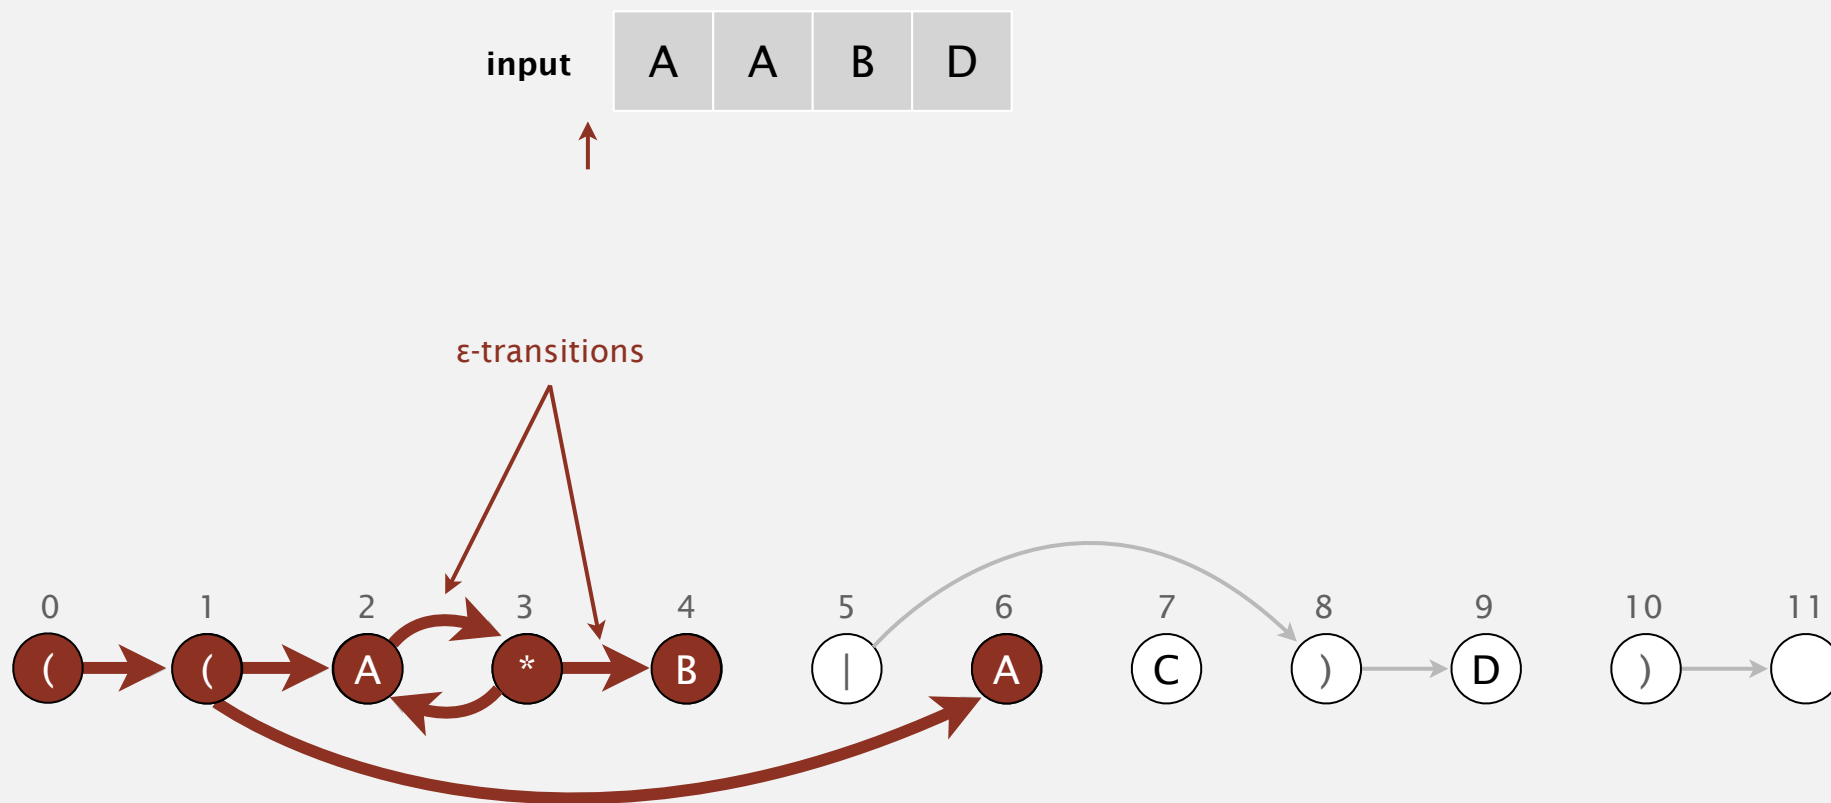 input A A B D
ε-transitions
0 1 2 3 4 5 6 7 8 9 10 11
( ( A * B | A C ) D )